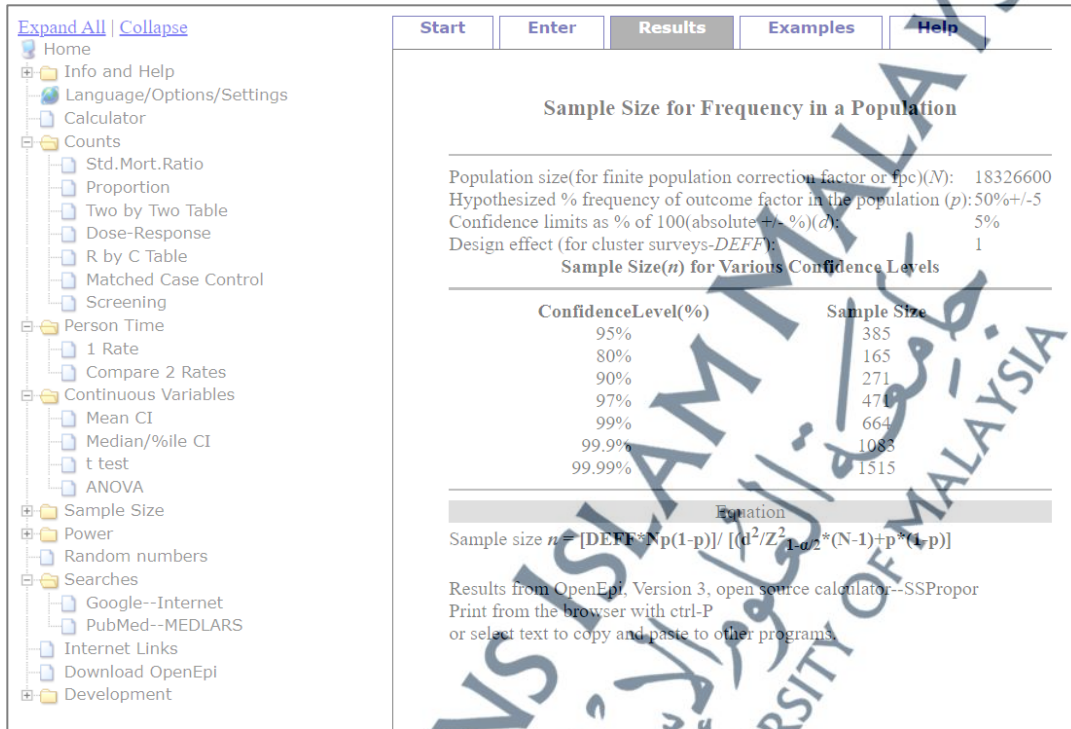 Expand All | Collapse
Home
Info and Help
Language/Options/Settings
Calculator
Counts
Std.Mort.Ratio
Proportion
Two by Two Table
Dose-Response
R by C Table
Matched Case Control
Screening
Person Time
1 Rate
Compare 2 Rates
Continuous Variables
Mean CI
Median/%ile CI
t test
ANOVA
Sample Size
Power
Random numbers
Searches
Google--Internet
PubMed--MEDLARS
Internet Links
Download OpenEpi
Development
Start Enter Results Examples Help
Sample Size for Frequency in a Population
Population size(for finite population correction factor or fpc)(N): 18326600
Hypothesized % frequency of outcome factor in the population (p): 50%+/-5
Confidence limits as % of 100(absolute +/- %)(d): 5%
Design effect (for cluster surveys-DEFF): 1
Sample Size(n) for Various Confidence Levels
ConfidenceLevel(%) Sample Size
95% 385
80% 165
90% 271
97% 471
99% 664
99.9% 1083
99.99% 1515
Equation
Sample size n = [DEFF*Np(1-p)]/ [(d²/Z²1-α/2*(N-1)+p*(1-p)]
Results from OpenEpi, Version 3, open source calculator--SSPropor
Print from the browser with ctrl-P
or select text to copy and paste to other programs.
NS ISLAM MALAYS
RSITY OF MALAYSIA